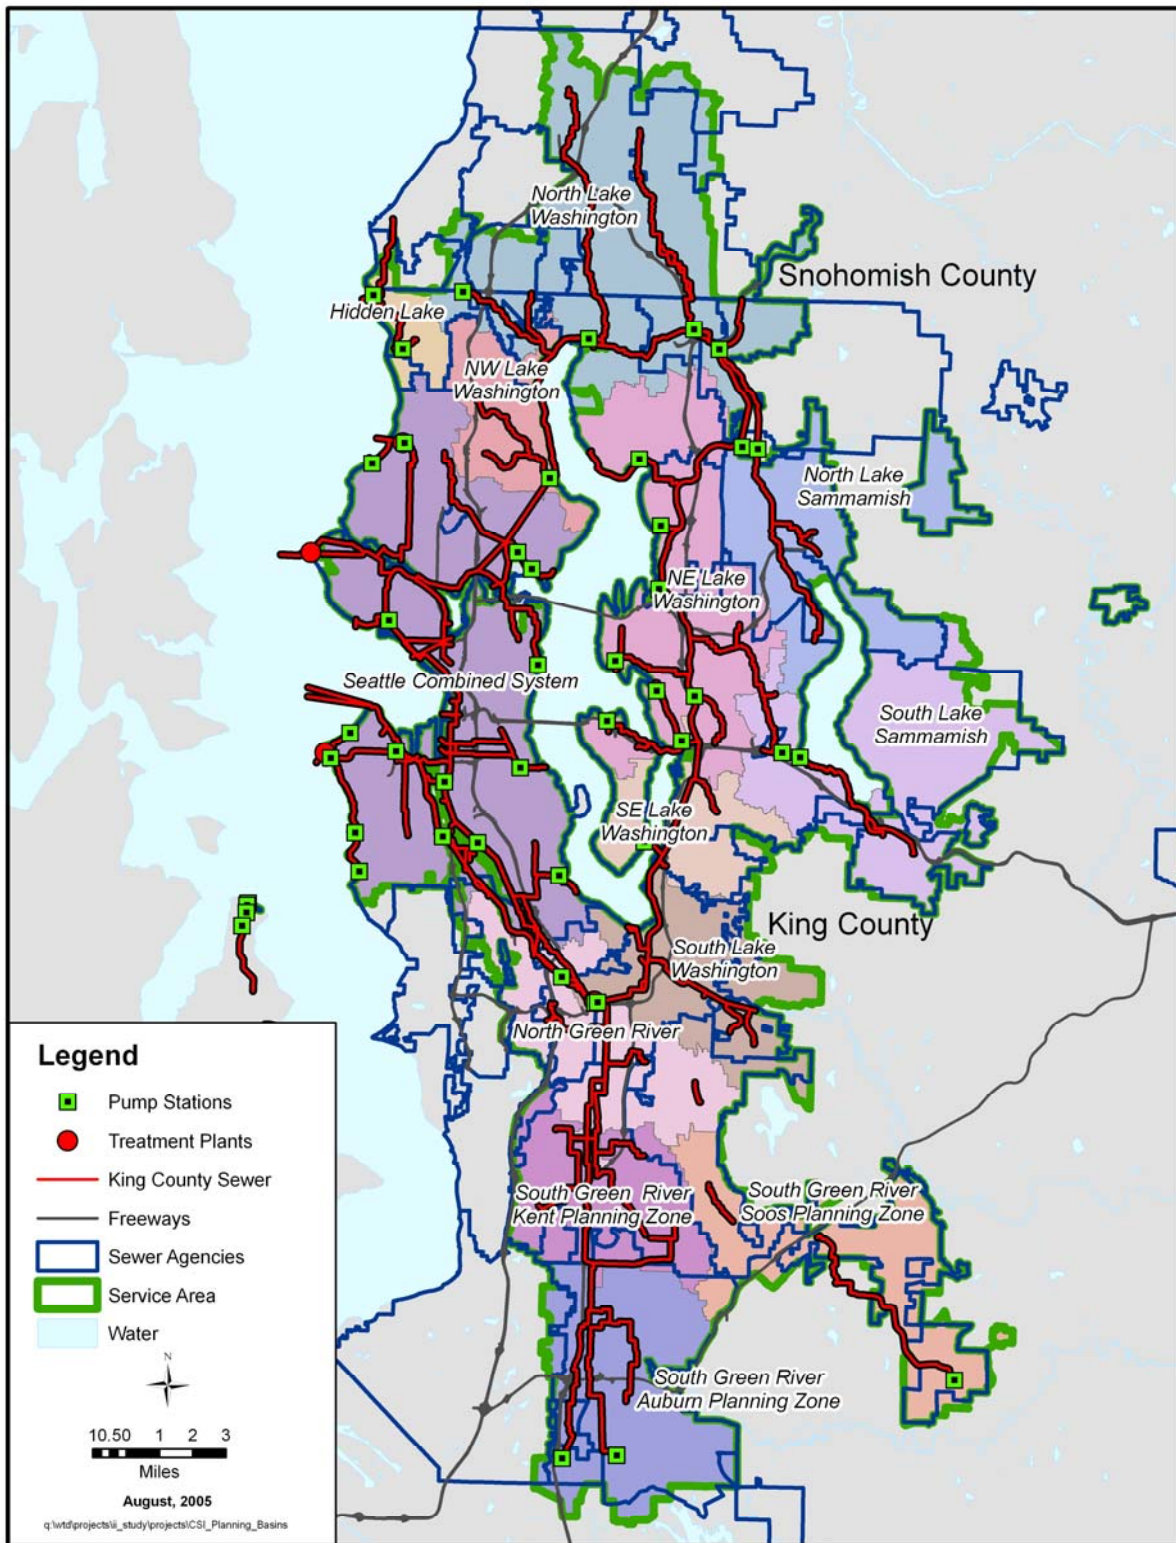 North Lake
Washington
Snohomish County
Hidden Lake
NW Lake
Washington
North Lake
Sammamish
NE Lake
Washington
Seattle Combined System
South Lake
Sammamish
SE Lake
Washington
King County
South Lake
Washington
North Green River
South Green River
Kent Planning Zone
South Green River
Soos Planning Zone
South Green River
Auburn Planning Zone
Legend
Pump Stations
Treatment Plants
King County Sewer
Freeways
Sewer Agencies
Service Area
Water
N
10.50 1 2 3
Miles
August, 2005
q:\wtd\projects\ii_study\projects\CSI_Planning_Basins